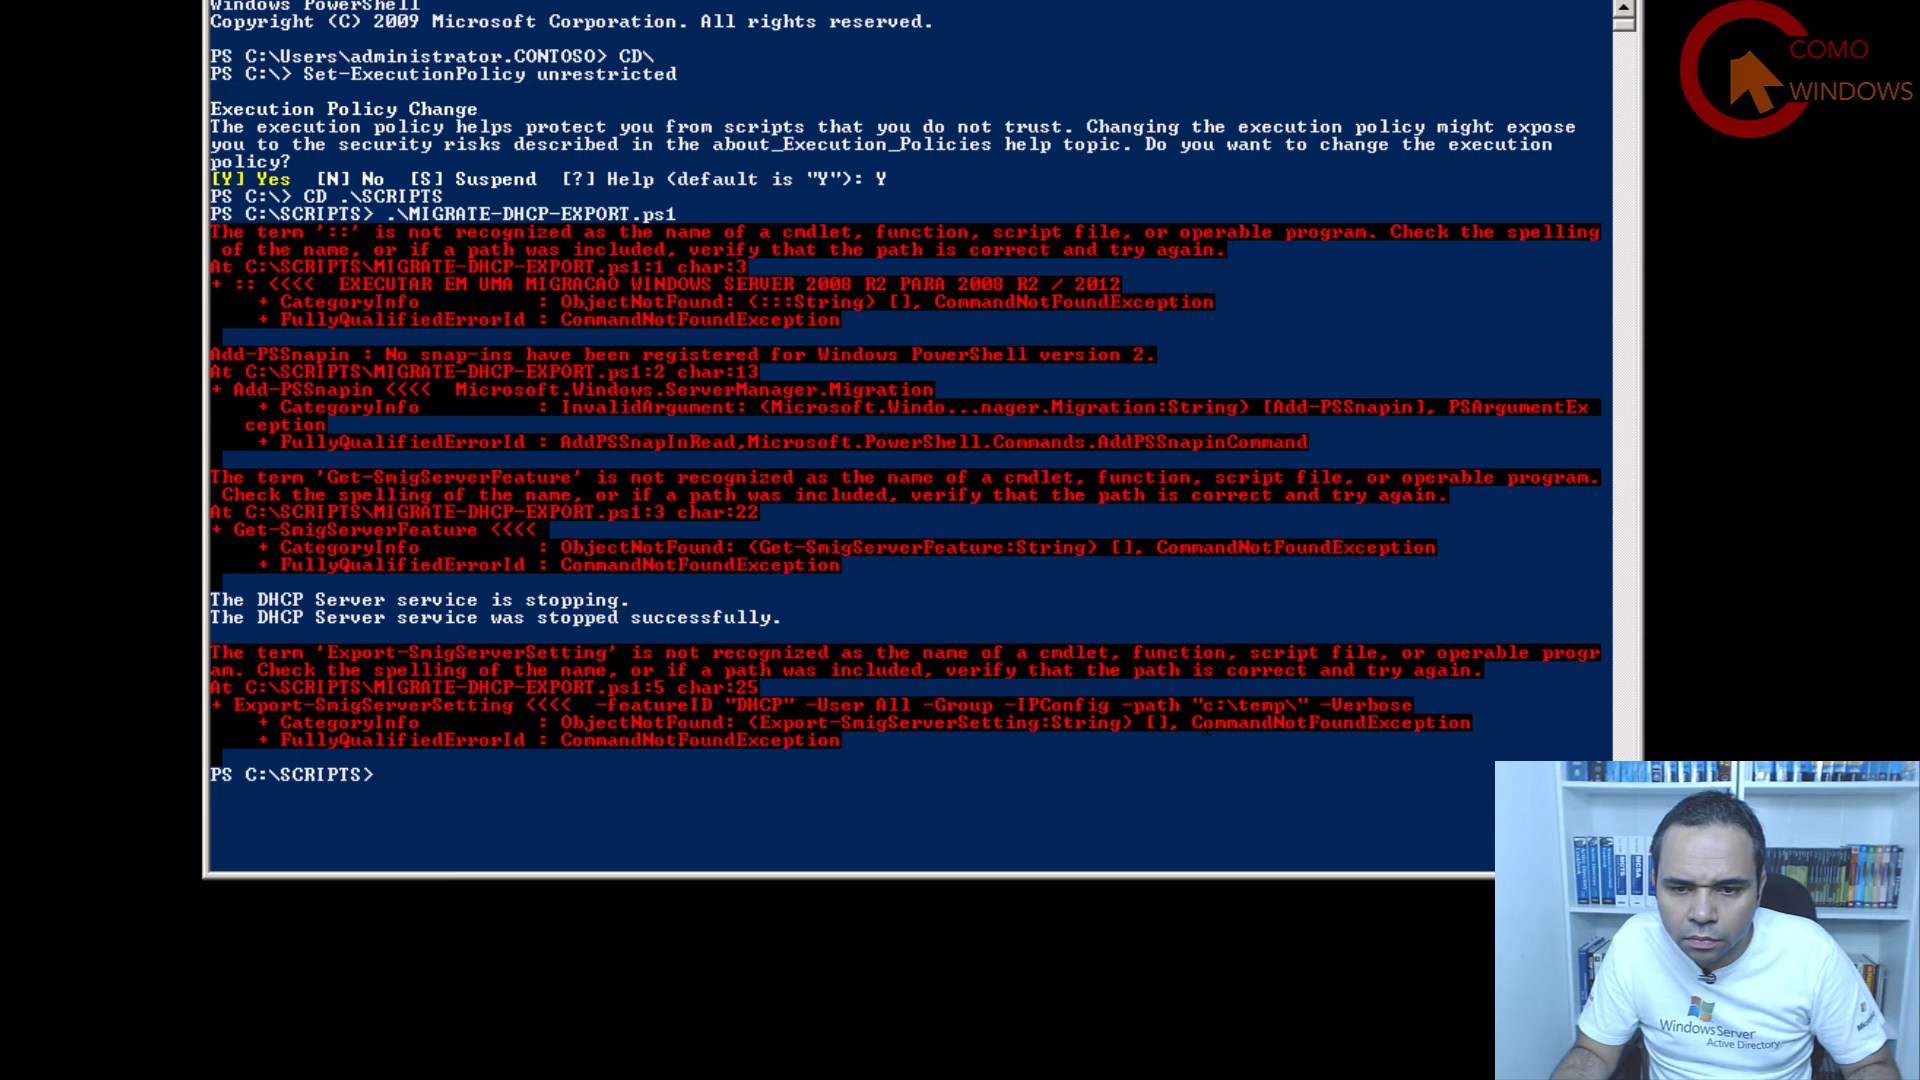 Windows PowerShell
Copyright (C) 2009 Microsoft Corporation. All rights reserved.
PS C:\Users\administrator.CONTOSO> CD\
PS C:\> Set-ExecutionPolicy unrestricted
Execution Policy Change
The execution policy helps protect you from scripts that you do not trust. Changing the execution policy might expose
you to the security risks described in the about_Execution_Policies help topic. Do you want to change the execution
policy?
[Y] Yes  [N] No  [S] Suspend  [?] Help (default is "Y"): Y
PS C:\> CD .\SCRIPTS
PS C:\SCRIPTS> .\MIGRATE-DHCP-EXPORT.ps1
The term '::' is not recognized as the name of a cmdlet, function, script file, or operable program. Check the spelling
 of the name, or if a path was included, verify that the path is correct and try again.
At C:\SCRIPTS\MIGRATE-DHCP-EXPORT.ps1:1 char:3
+ :: <<<<  EXECUTAR EM UMA MIGRACAO WINDOWS SERVER 2008 R2 PARA 2008 R2 / 2012
+ CategoryInfo          : ObjectNotFound: (:::String) [], CommandNotFoundException
+ FullyQualifiedErrorId : CommandNotFoundException
Add-PSSnapin : No snap-ins have been registered for Windows PowerShell version 2.
At C:\SCRIPTS\MIGRATE-DHCP-EXPORT.ps1:2 char:13
+ Add-PSSnapin <<<<  Microsoft.Windows.ServerManager.Migration
+ CategoryInfo          : InvalidArgument: (Microsoft.Windo...nager.Migration:String) [Add-PSSnapin], PSArgumentEx
ception
+ FullyQualifiedErrorId : AddPSSnapInRead,Microsoft.PowerShell.Commands.AddPSSnapinCommand
The term 'Get-SmigServerFeature' is not recognized as the name of a cmdlet, function, script file, or operable program.
 Check the spelling of the name, or if a path was included, verify that the path is correct and try again.
At C:\SCRIPTS\MIGRATE-DHCP-EXPORT.ps1:3 char:22
+ Get-SmigServerFeature <<<<
+ CategoryInfo          : ObjectNotFound: (Get-SmigServerFeature:String) [], CommandNotFoundException
+ FullyQualifiedErrorId : CommandNotFoundException
The DHCP Server service is stopping.
The DHCP Server service was stopped successfully.
The term 'Export-SmigServerSetting' is not recognized as the name of a cmdlet, function, script file, or operable progr
am. Check the spelling of the name, or if a path was included, verify that the path is correct and try again.
At C:\SCRIPTS\MIGRATE-DHCP-EXPORT.ps1:5 char:25
+ Export-SmigServerSetting <<<<  -featureID "DHCP" -User All -Group -IPConfig -path "c:\temp\" -Verbose
+ CategoryInfo          : ObjectNotFound: (Export-SmigServerSetting:String) [], CommandNotFoundException
+ FullyQualifiedErrorId : CommandNotFoundException
PS C:\SCRIPTS>
COMO
WINDOWS
MCSA
Windows Server
Active Directory